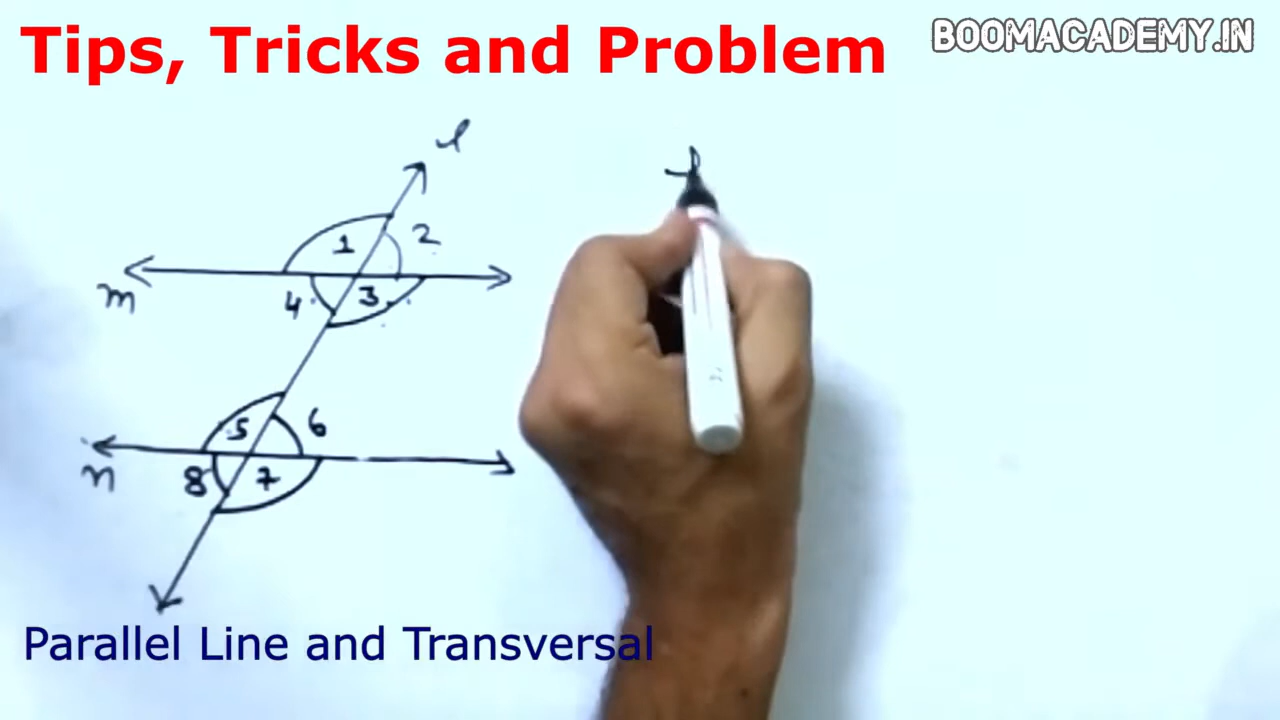 Tips, Tricks and Problem
BOOMACADEMY.IN
l
l
1 2
m
4 3
5 6
n
8 7
Parallel Line and Transversal